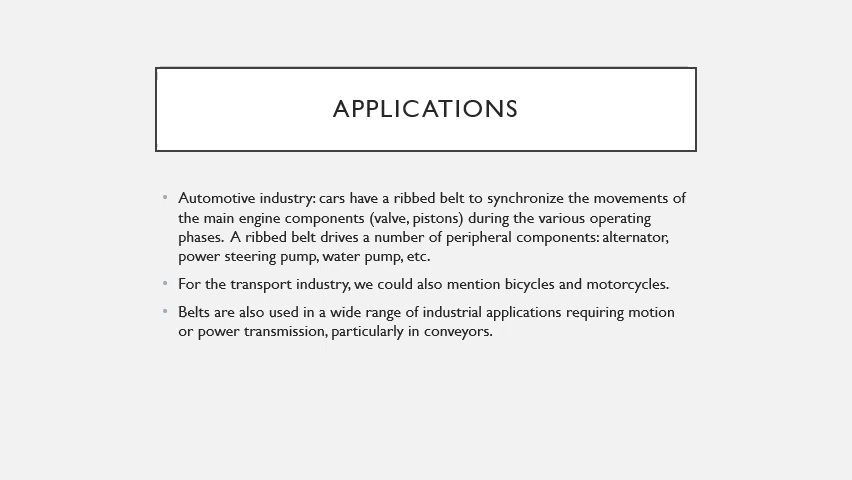 APPLICATIONS
• Automotive industry: cars have a ribbed belt to synchronize the movements of
the main engine components (valve, pistons) during the various operating
phases.  A ribbed belt drives a number of peripheral components: alternator,
power steering pump, water pump, etc.
• For the transport industry, we could also mention bicycles and motorcycles.
• Belts are also used in a wide range of industrial applications requiring motion
or power transmission, particularly in conveyors.